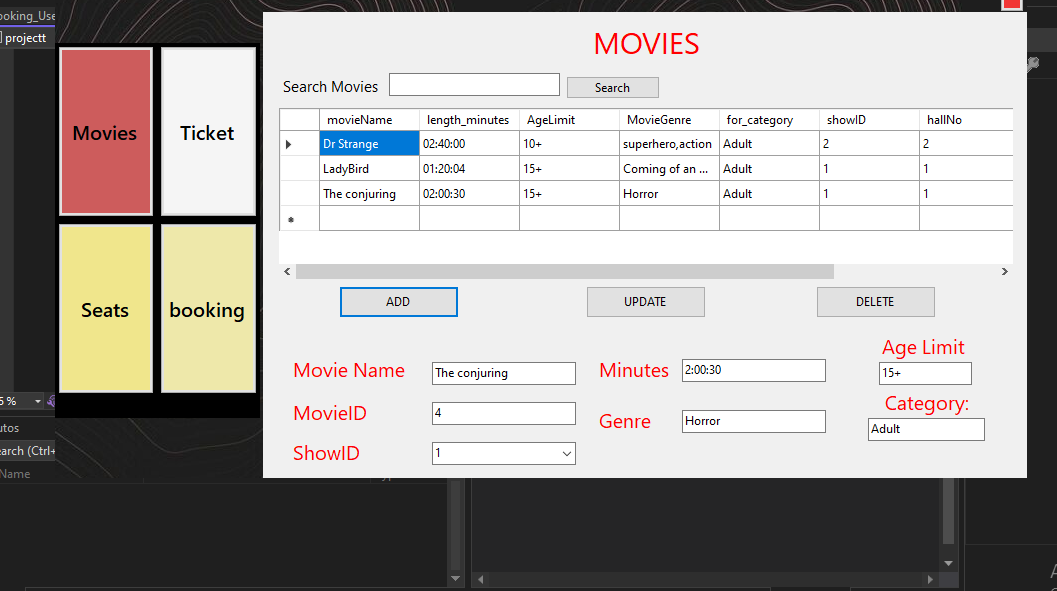 ooking_Use
projectt
MOVIES
Search Movies
Search
Movies
Ticket
Seats
booking
movieName length_minutes AgeLimit MovieGenre for_category showID hallNo
Dr Strange 02:40:00 10+ superhero,action Adult 2 2
LadyBird 01:20:04 15+ Coming of an ... Adult 1 1
The conjuring 02:00:30 15+ Horror Adult 1 1
ADD UPDATE DELETE
Age Limit
Movie Name The conjuring Minutes 2:00:30 15+
Category:
MovieID 4 Genre Horror Adult
ShowID 1
5 %
utos
earch (Ctrl+
Name